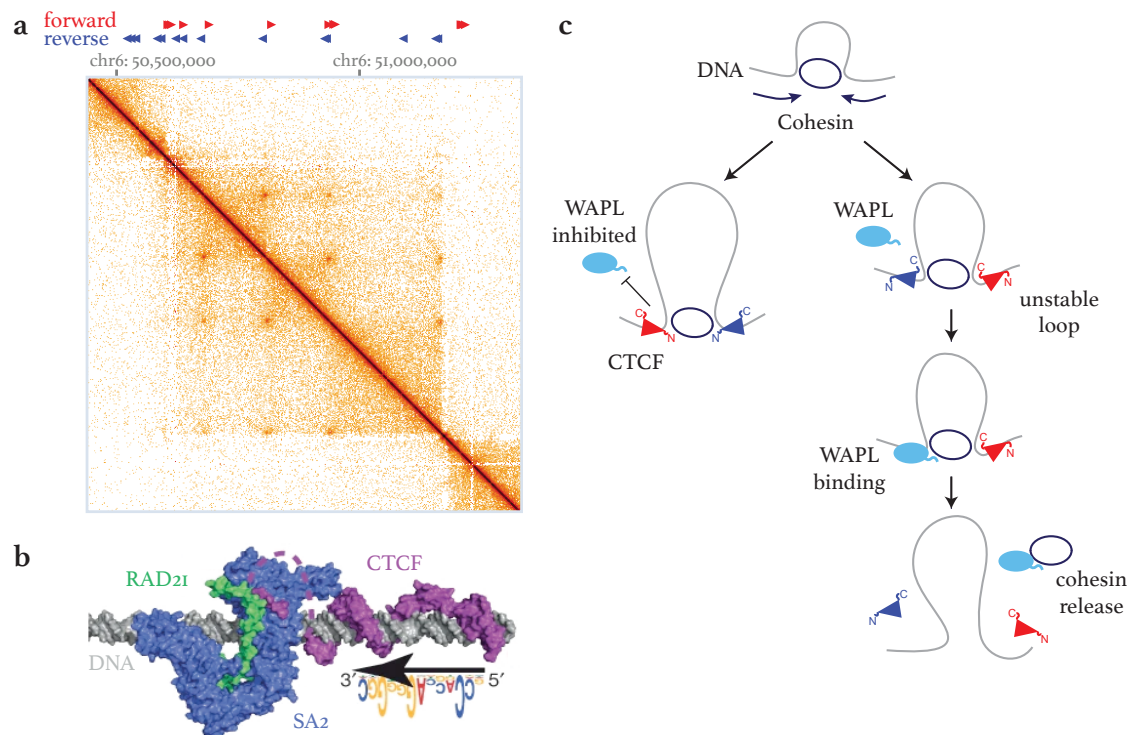 a
forward
reverse
chr6: 50,500,000
chr6: 51,000,000
b
RAD21
CTCF
DNA
3′
5′
SA2
c
DNA
Cohesin
WAPL
inhibited
C
N
C
N
CTCF
WAPL
C
N
C
N
unstable
loop
WAPL
binding
C
N
cohesin
release
N
C
C
N